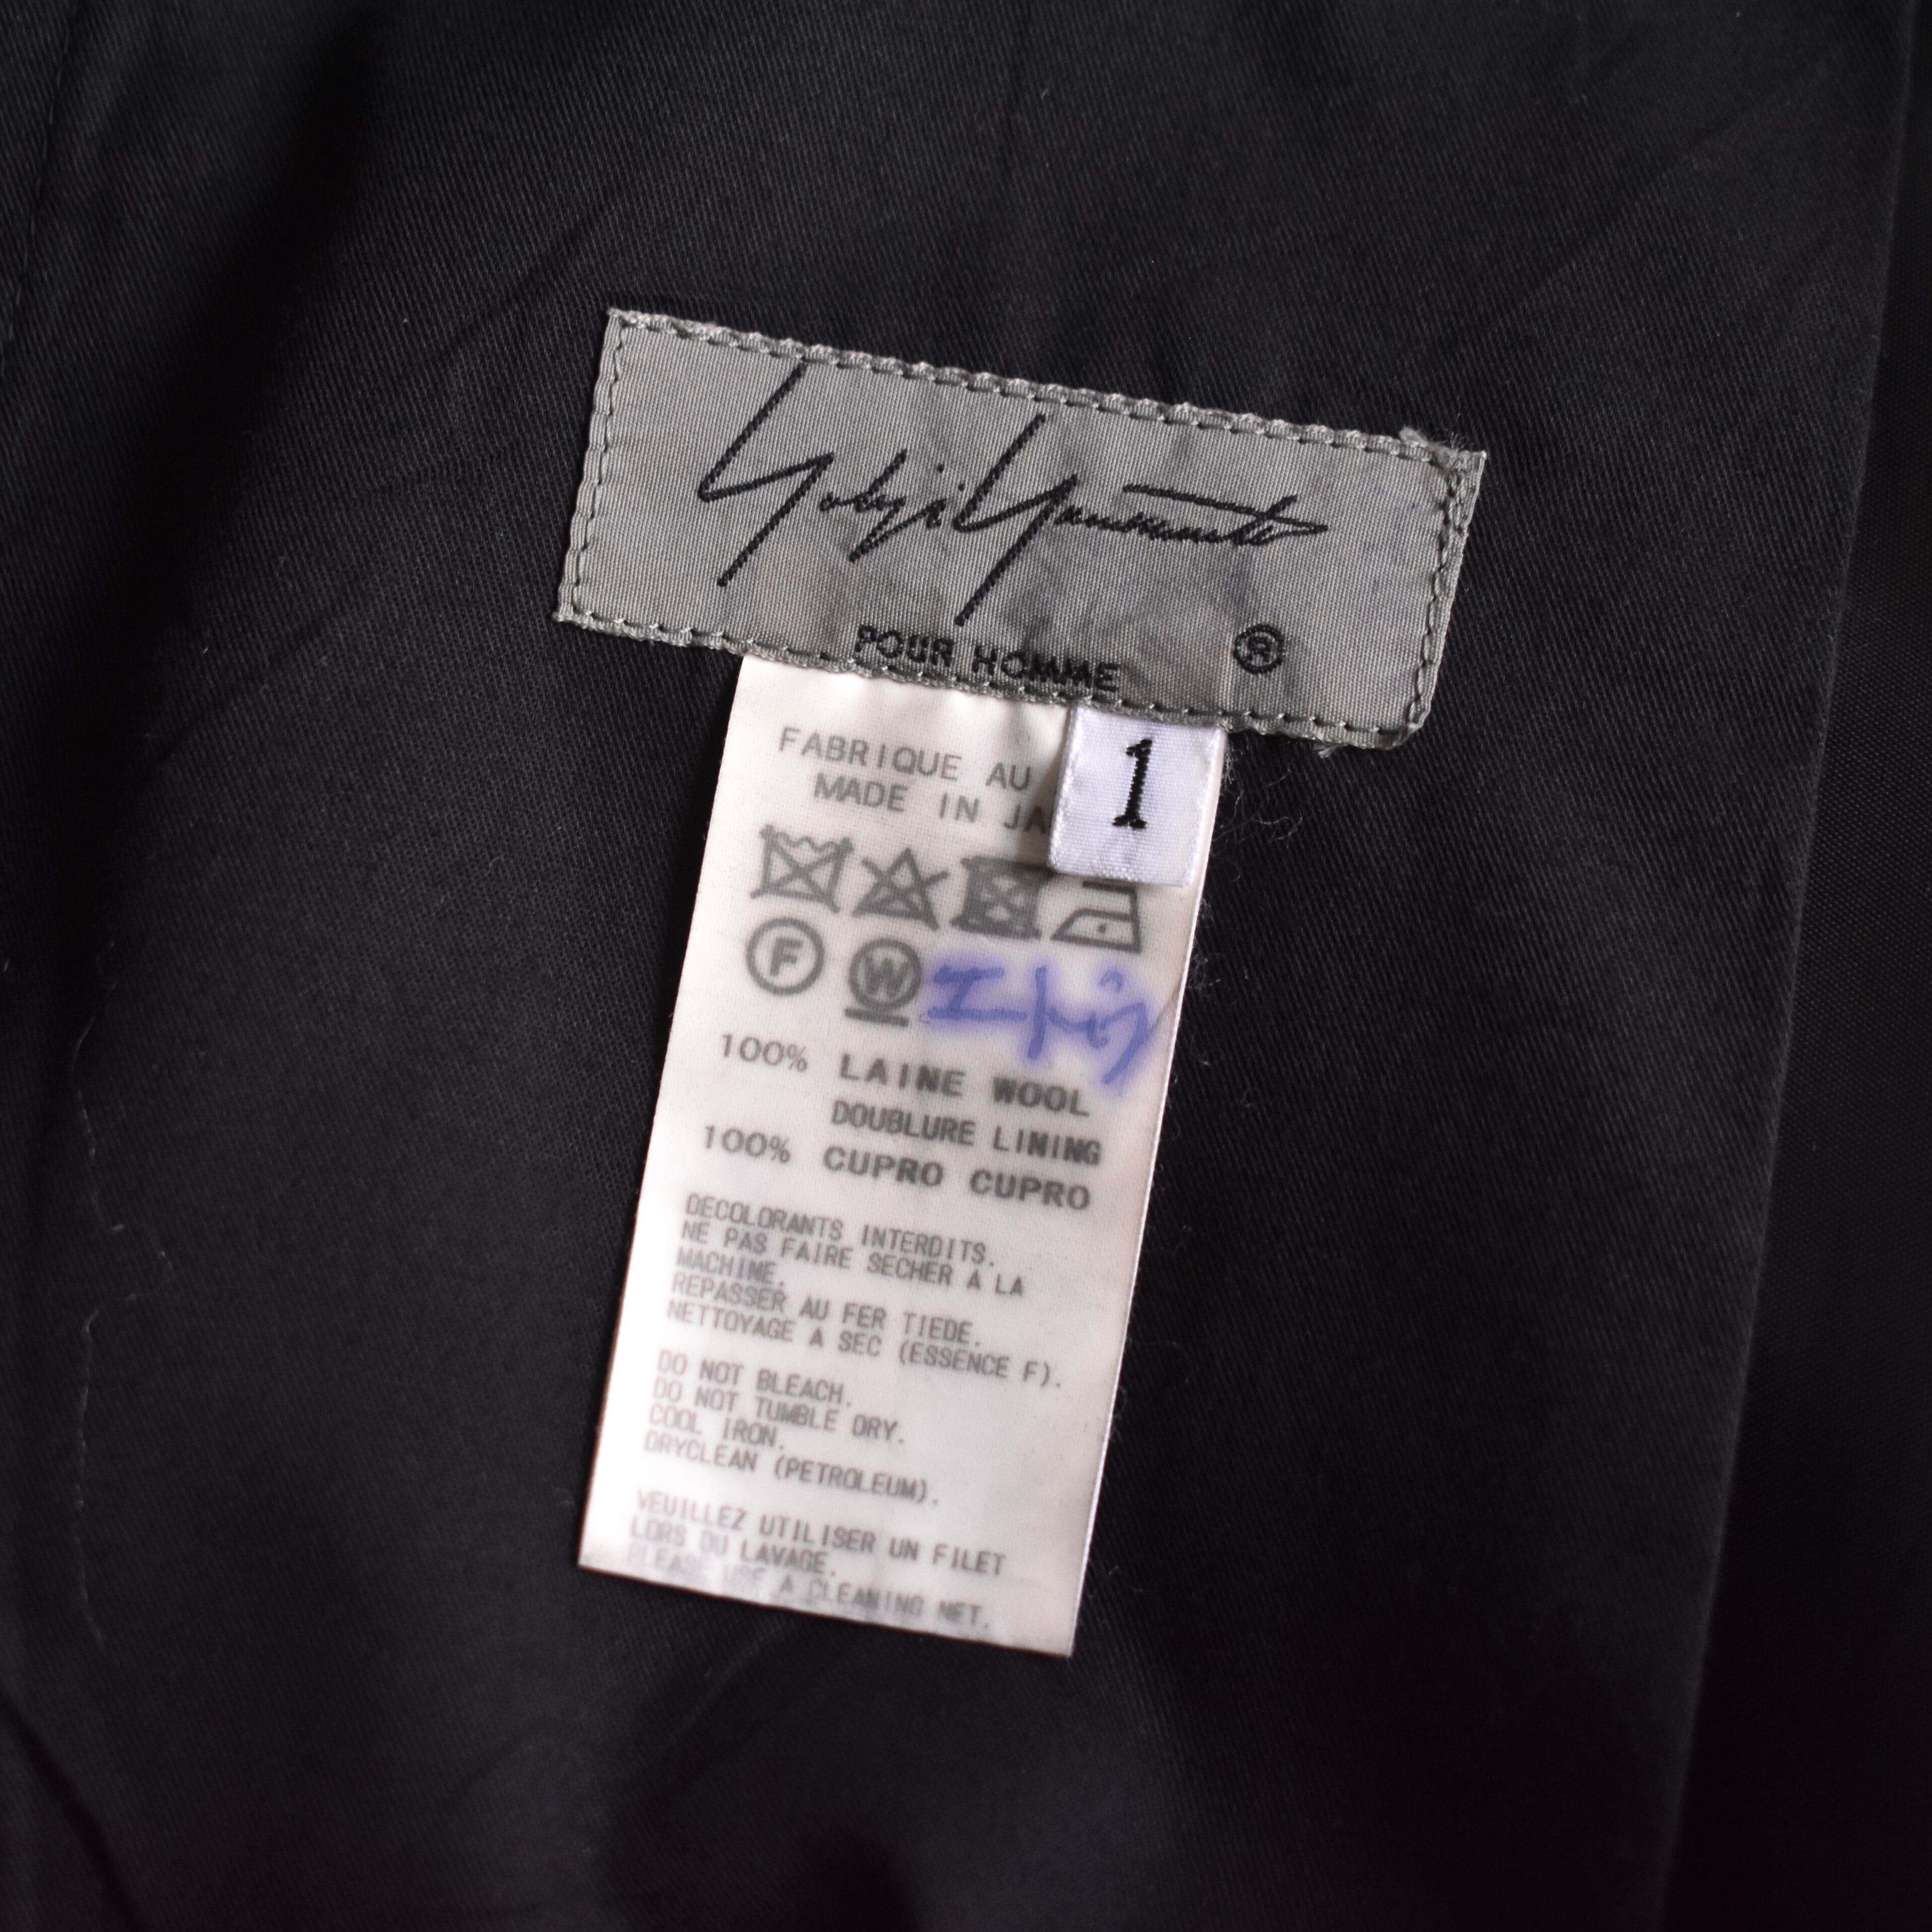 Yohji Yamamoto
POUR HOMME ®
1
FABRIQUE AU
MADE IN JA
F W エトウ
100% LAINE WOOL
DOUBLURE LINING
100% CUPRO CUPRO
DECOLORANTS INTERDITS.
NE PAS FAIRE SECHER A LA
MACHINE.
REPASSER AU FER TIEDE.
NETTOYAGE A SEC (ESSENCE F).
DO NOT BLEACH.
DO NOT TUMBLE DRY.
COOL IRON.
DRYCLEAN (PETROLEUM).
VEUILLEZ UTILISER UN FILET
LORS DU LAVAGE.
PLEASE USE A CLEANING NET.